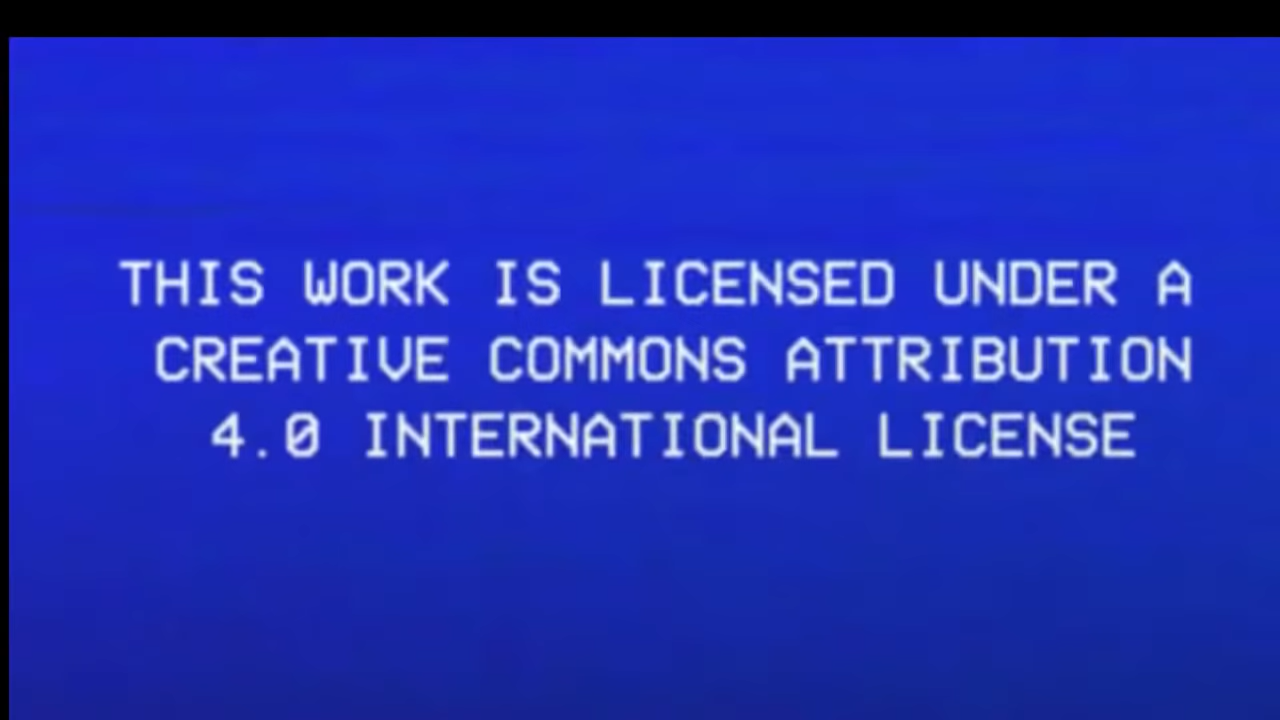 THIS WORK IS LICENSED UNDER A
CREATIVE COMMONS ATTRIBUTION
4.0 INTERNATIONAL LICENSE